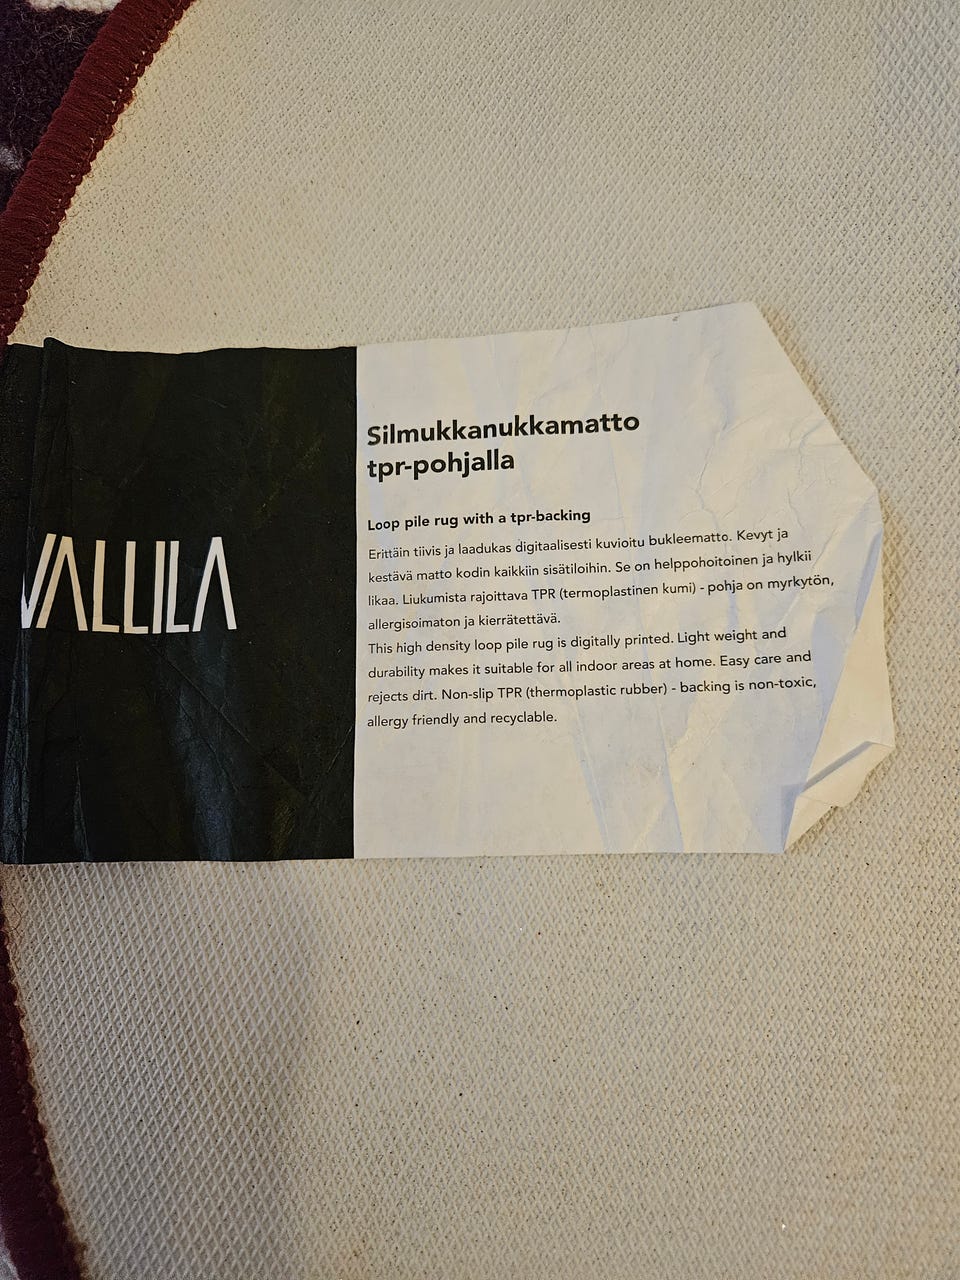 VALLILA
Silmukkanukkamatto
tpr-pohjalla
Loop pile rug with a tpr-backing
Erittäin tiivis ja laadukas digitaalisesti kuvioitu bukleematto. Kevyt ja
kestävä matto kodin kaikkiin sisätiloihin. Se on helppohoitoinen ja hylkii
likaa. Liukumista rajoittava TPR (termoplastinen kumi) - pohja on myrkytön,
allergisoimaton ja kierrätettävä.
This high density loop pile rug is digitally printed. Light weight and
durability makes it suitable for all indoor areas at home. Easy care and
rejects dirt. Non-slip TPR (thermoplastic rubber) - backing is non-toxic,
allergy friendly and recyclable.